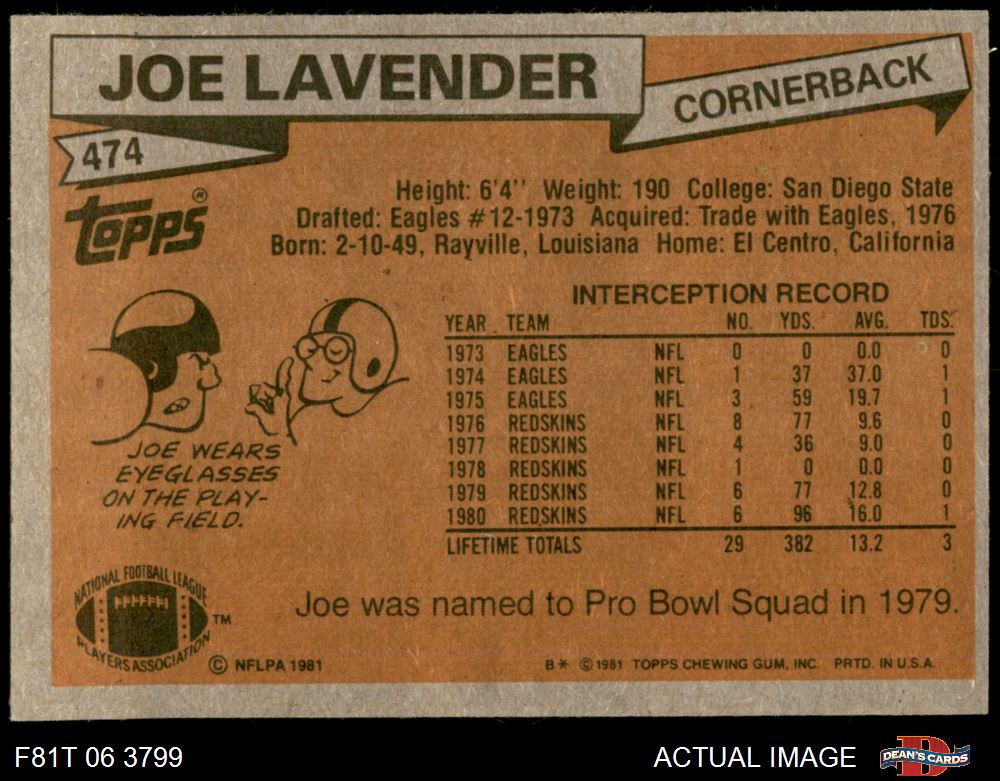 JOE LAVENDER
CORNERBACK
474
TOPPS®
Height: 6'4'' Weight: 190 College: San Diego State
Drafted: Eagles #12-1973 Acquired: Trade with Eagles, 1976
Born: 2-10-49, Rayville, Louisiana Home: El Centro, California
INTERCEPTION RECORD
YEAR TEAM NO. YDS. AVG. TDS.
1973 EAGLES NFL 0 0 0.0 0
1974 EAGLES NFL 1 37 37.0 1
1975 EAGLES NFL 3 59 19.7 1
1976 REDSKINS NFL 8 77 9.6 0
1977 REDSKINS NFL 4 36 9.0 0
1978 REDSKINS NFL 1 0 0.0 0
1979 REDSKINS NFL 6 77 12.8 0
1980 REDSKINS NFL 6 96 16.0 1
LIFETIME TOTALS 29 382 13.2 3
JOE WEARS
EYEGLASSES
ON THE PLAY-
ING FIELD.
NATIONAL FOOTBALL LEAGUE
PLAYERS ASSOCIATION
TM
Joe was named to Pro Bowl Squad in 1979.
© NFLPA 1981
B* © 1981 TOPPS CHEWING GUM, INC. PRTD. IN U.S.A.
F81T 06 3799
ACTUAL IMAGE
DEAN'S CARDS